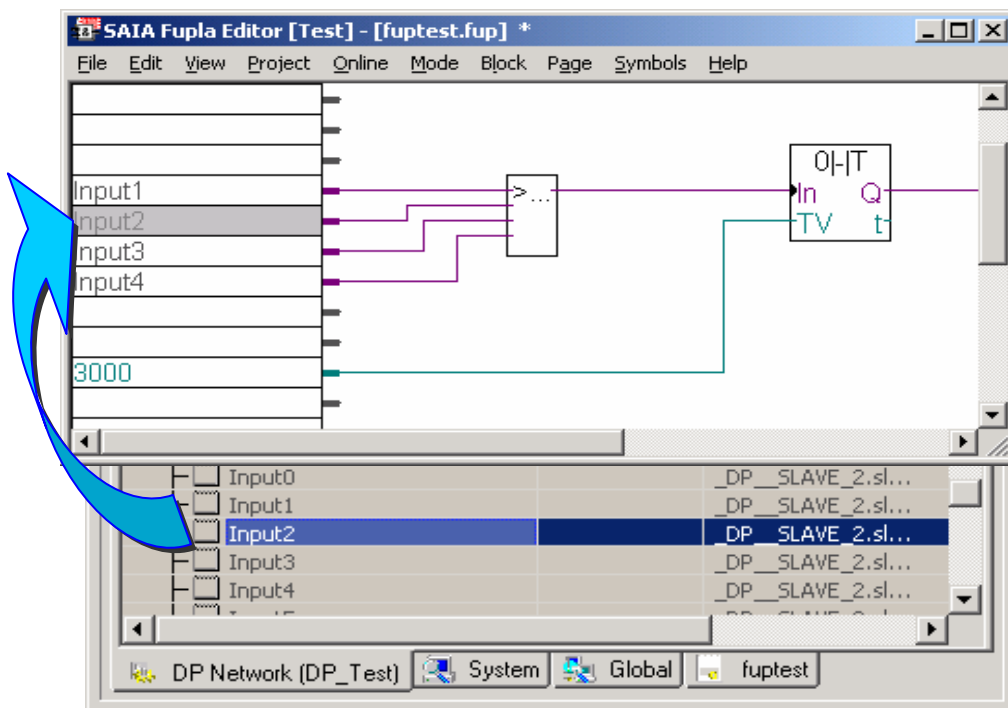 SAIA Fupla Editor [Test] - [fuptest.fup] *
File Edit View Project Online Mode Block Page Symbols Help
Input1
Input2
Input3
Input4
3000
>...
0|-|T
In Q
TV t
Input0 _DP__SLAVE_2.sl...
Input1 _DP__SLAVE_2.sl...
Input2 _DP__SLAVE_2.sl...
Input3 _DP__SLAVE_2.sl...
Input4 _DP__SLAVE_2.sl...
DP Network (DP_Test) System Global fuptest